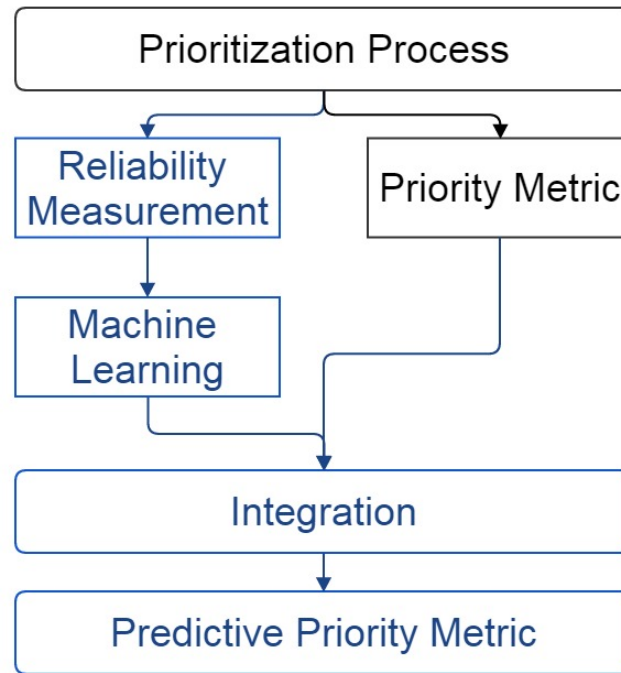 Prioritization Process
Reliability
Measurement
Priority Metric
Machine
Learning
Integration
Predictive Priority Metric